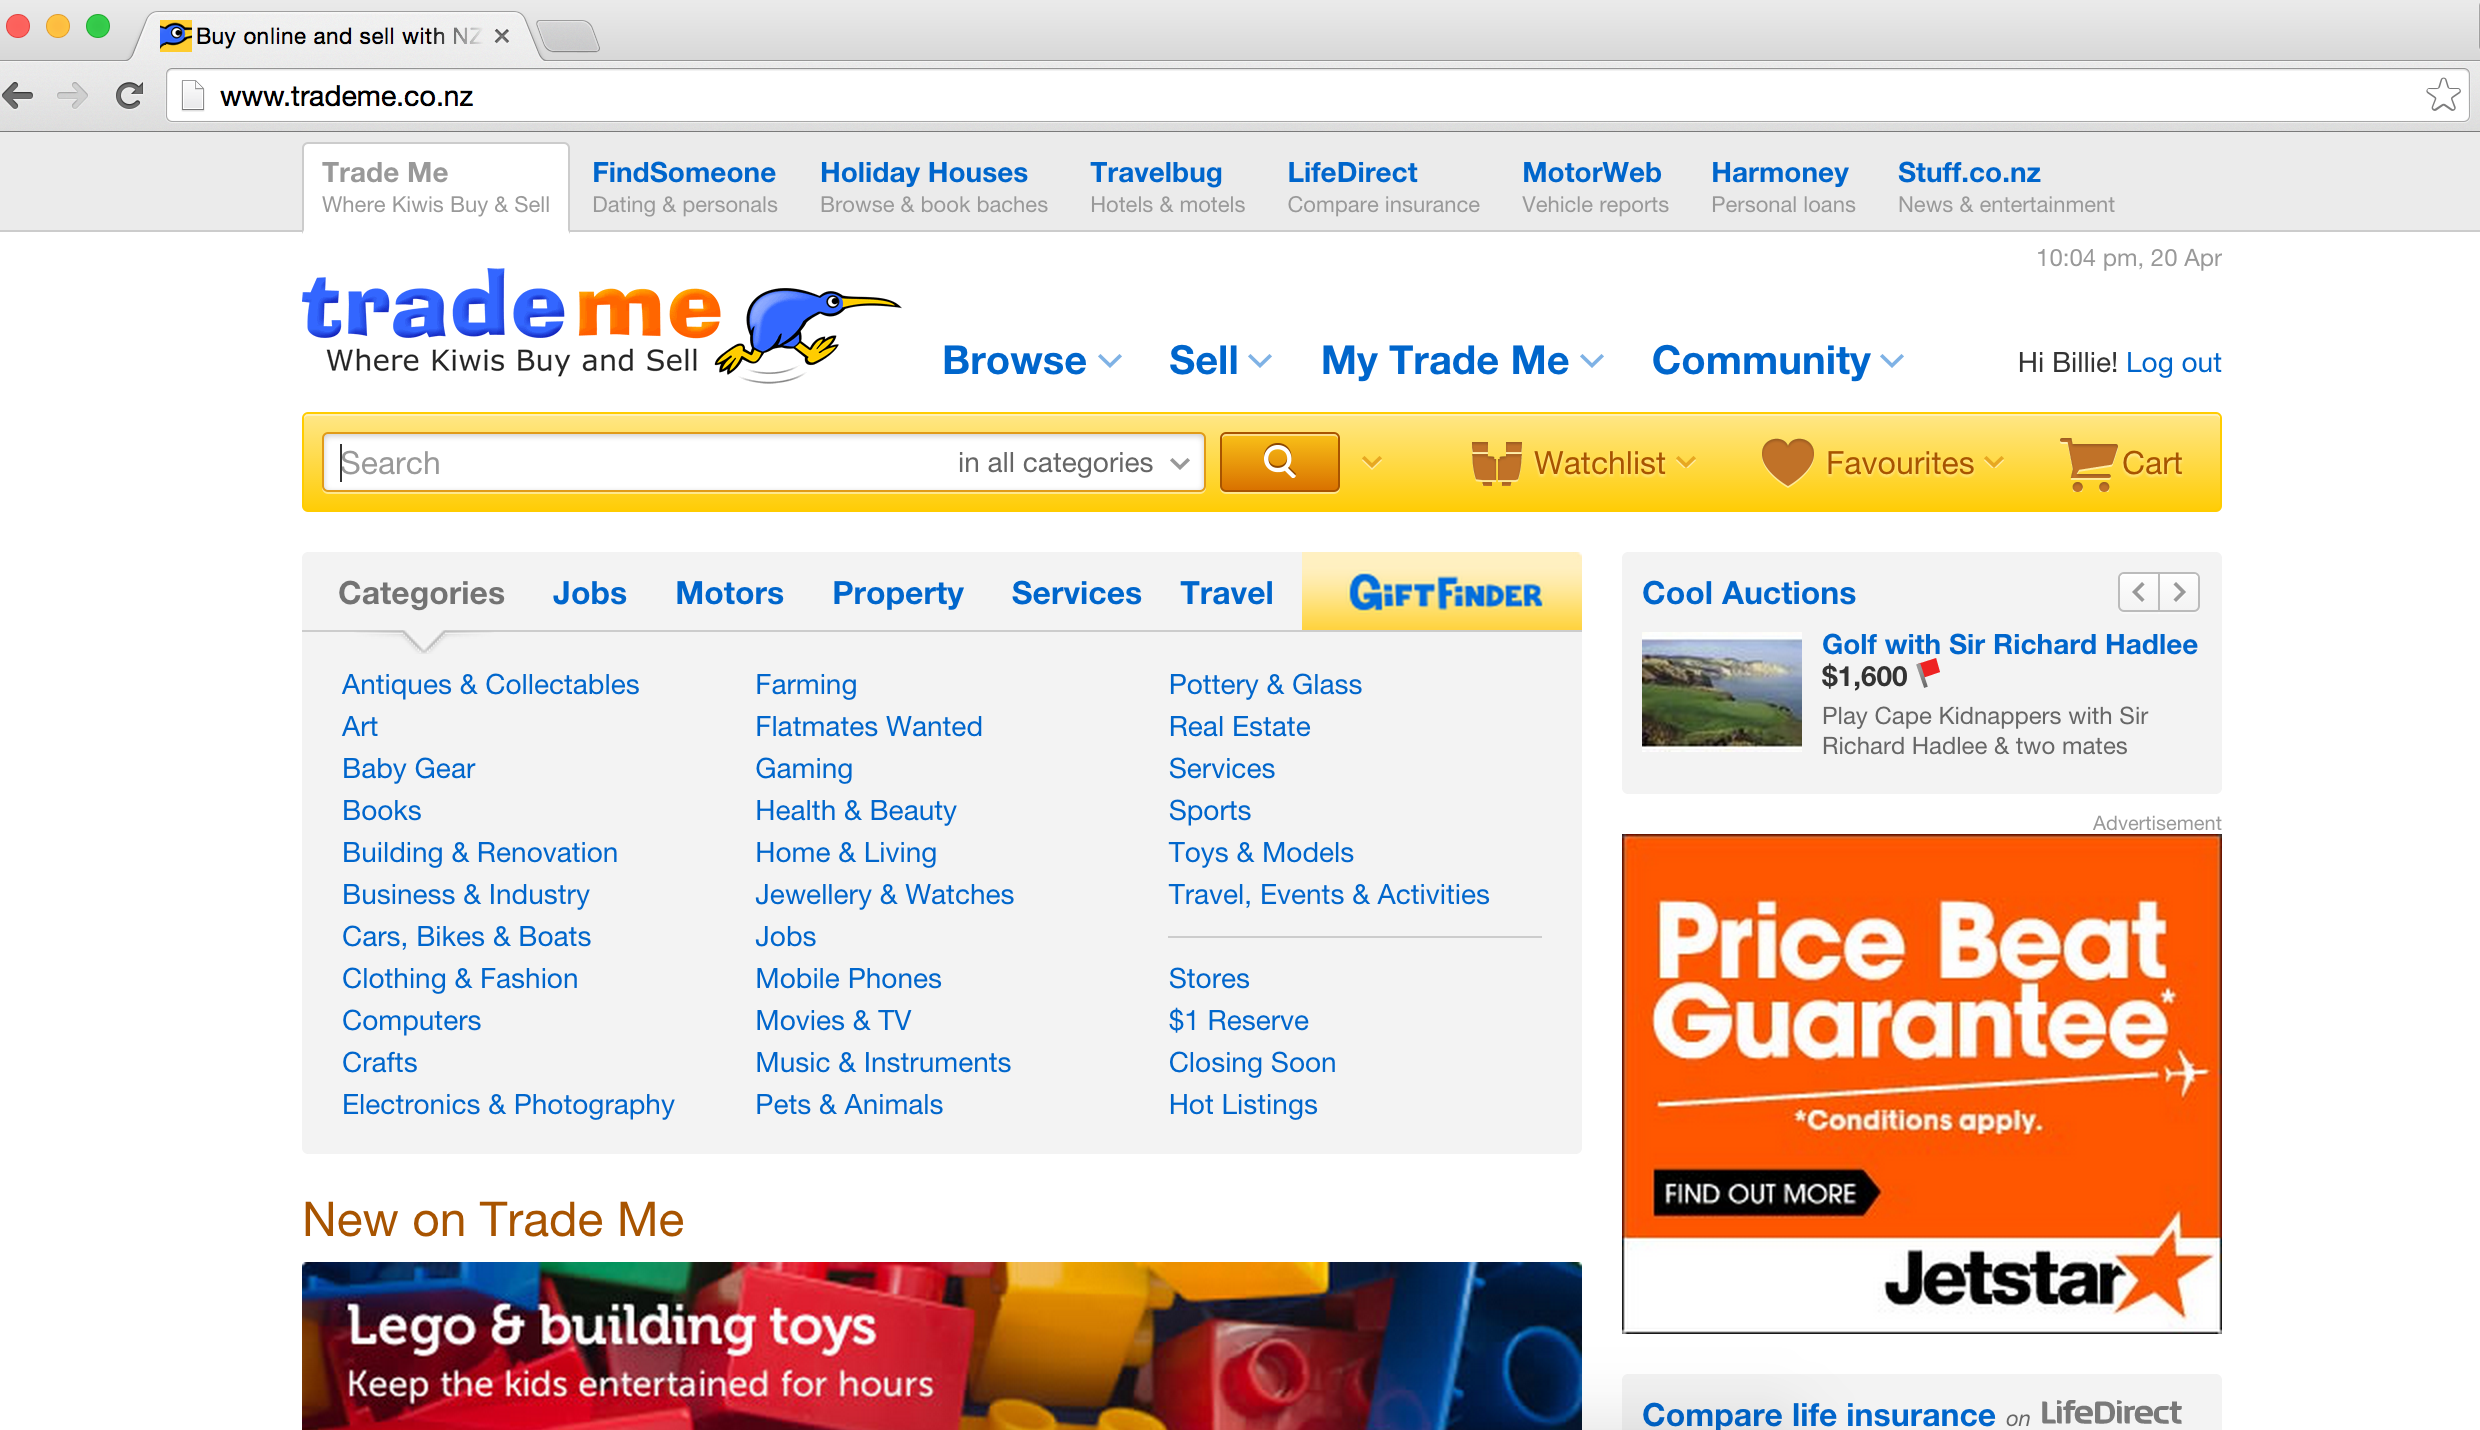 Buy online and sell with NZ
www.trademe.co.nz
Trade Me
Where Kiwis Buy & Sell
FindSomeone
Dating & personals
Holiday Houses
Browse & book baches
Travelbug
Hotels & motels
LifeDirect
Compare insurance
MotorWeb
Vehicle reports
Harmoney
Personal loans
Stuff.co.nz
News & entertainment
10:04 pm, 20 Apr
trade me
Where Kiwis Buy and Sell
Browse
Sell
My Trade Me
Community
Hi Billie! Log out
Search
in all categories
Watchlist
Favourites
Cart
Categories
Jobs
Motors
Property
Services
Travel
GIFTFINDER
Antiques & Collectables
Art
Baby Gear
Books
Building & Renovation
Business & Industry
Cars, Bikes & Boats
Clothing & Fashion
Computers
Crafts
Electronics & Photography
Farming
Flatmates Wanted
Gaming
Health & Beauty
Home & Living
Jewellery & Watches
Jobs
Mobile Phones
Movies & TV
Music & Instruments
Pets & Animals
Pottery & Glass
Real Estate
Services
Sports
Toys & Models
Travel, Events & Activities
Stores
$1 Reserve
Closing Soon
Hot Listings
Cool Auctions
Golf with Sir Richard Hadlee
$1,600
Play Cape Kidnappers with Sir
Richard Hadlee & two mates
Advertisement
Price Beat
Guarantee*
*Conditions apply.
FIND OUT MORE
Jetstar
New on Trade Me
Lego & building toys
Keep the kids entertained for hours
Compare life insurance on LifeDirect